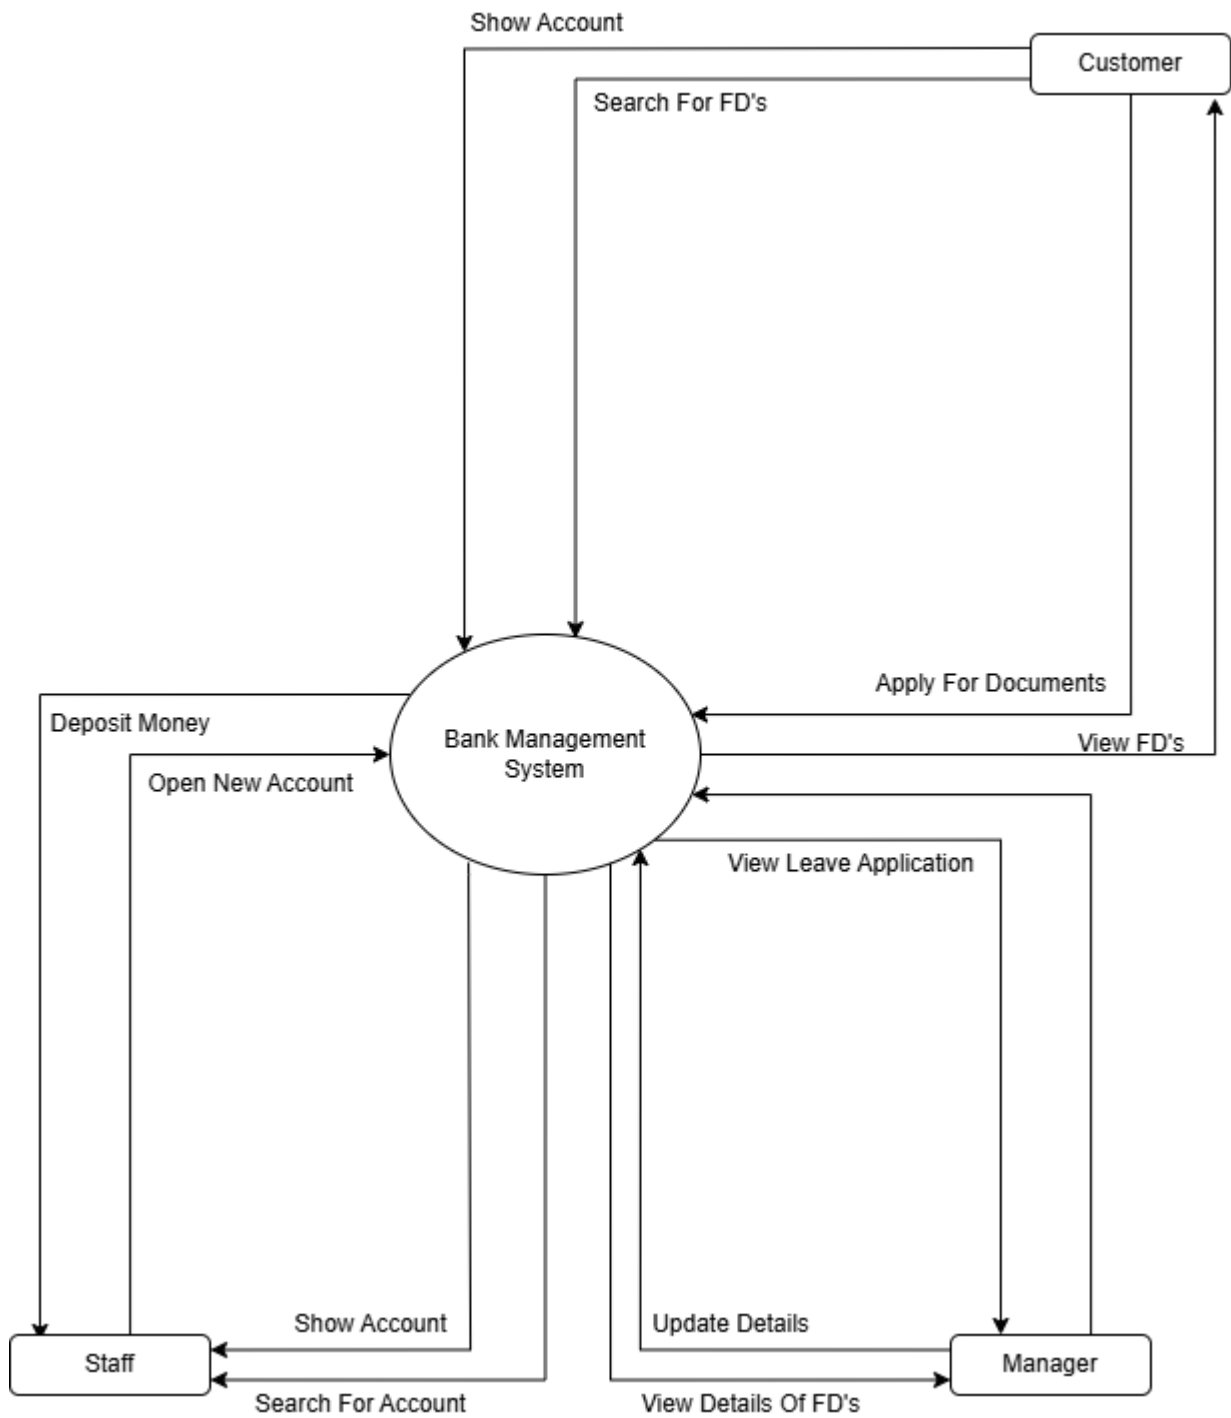 Show Account
Customer
Search For FD's
Apply For Documents
Deposit Money
View FD's
Bank Management
System
Open New Account
View Leave Application
Show Account
Update Details
Staff
Manager
Search For Account
View Details Of FD's